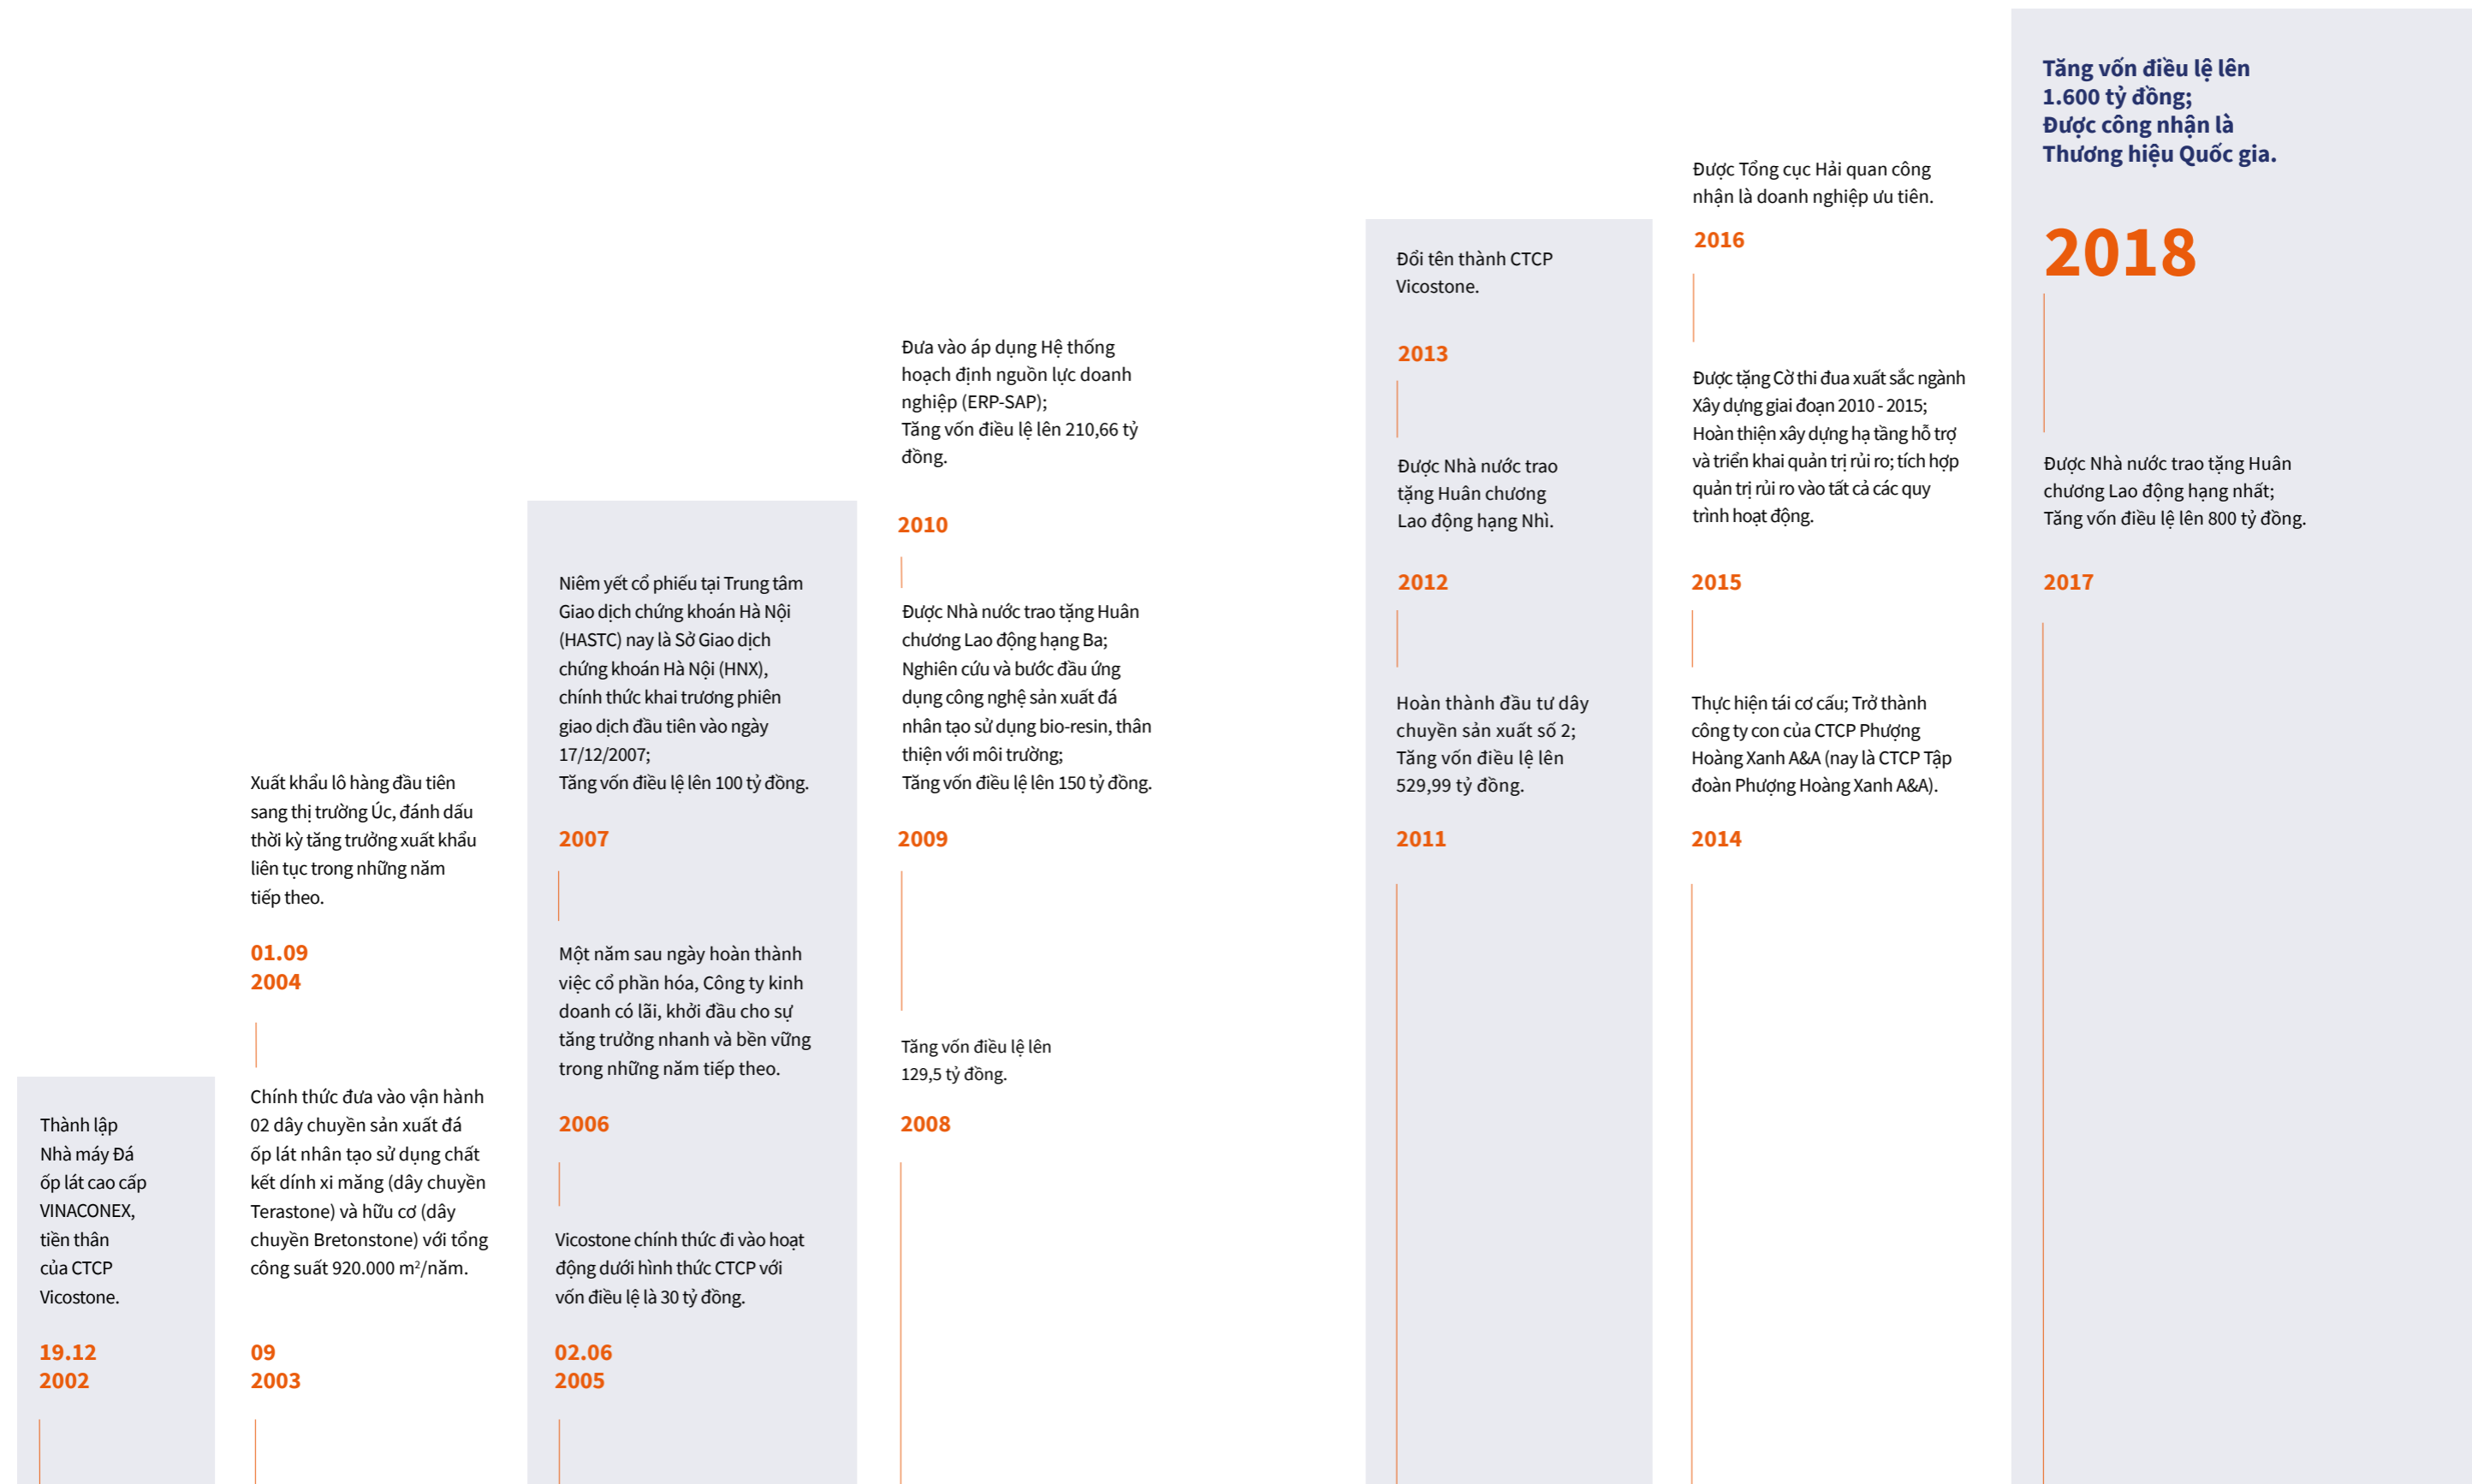 Thành lập
Nhà máy Đá
ốp lát cao cấp
VINACONEX,
tiền thân
của CTCP
Vicostone.
19.12
2002
Xuất khẩu lô hàng đầu tiên
sang thị trường Úc, đánh dấu
thời kỳ tăng trưởng xuất khẩu
liên tục trong những năm
tiếp theo.
01.09
2004
Chính thức đưa vào vận hành
02 dây chuyền sản xuất đá
ốp lát nhân tạo sử dụng chất
kết dính xi măng (dây chuyền
Terastone) và hữu cơ (dây
chuyền Bretonstone) với tổng
công suất 920.000 m²/năm.
09
2003
Niêm yết cổ phiếu tại Trung tâm
Giao dịch chứng khoán Hà Nội
(HASTC) nay là Sở Giao dịch
chứng khoán Hà Nội (HNX),
chính thức khai trương phiên
giao dịch đầu tiên vào ngày
17/12/2007;
Tăng vốn điều lệ lên 100 tỷ đồng.
2007
Một năm sau ngày hoàn thành
việc cổ phần hóa, Công ty kinh
doanh có lãi, khởi đầu cho sự
tăng trưởng nhanh và bền vững
trong những năm tiếp theo.
2006
Vicostone chính thức đi vào hoạt
động dưới hình thức CTCP với
vốn điều lệ là 30 tỷ đồng.
02.06
2005
Đưa vào áp dụng Hệ thống
hoạch định nguồn lực doanh
nghiệp (ERP-SAP);
Tăng vốn điều lệ lên 210,66 tỷ
đồng.
2010
Được Nhà nước trao tặng Huân
chương Lao động hạng Ba;
Nghiên cứu và bước đầu ứng
dụng công nghệ sản xuất đá
nhân tạo sử dụng bio-resin, thân
thiện với môi trường;
Tăng vốn điều lệ lên 150 tỷ đồng.
2009
Tăng vốn điều lệ lên
129,5 tỷ đồng.
2008
Đổi tên thành CTCP
Vicostone.
2013
Được Nhà nước trao
tặng Huân chương
Lao động hạng Nhì.
2012
Hoàn thành đầu tư dây
chuyền sản xuất số 2;
Tăng vốn điều lệ lên
529,99 tỷ đồng.
2011
Được Tổng cục Hải quan công
nhận là doanh nghiệp ưu tiên.
2016
Được tặng Cờ thi đua xuất sắc ngành
Xây dựng giai đoạn 2010 - 2015;
Hoàn thiện xây dựng hạ tầng hỗ trợ
và triển khai quản trị rủi ro; tích hợp
quản trị rủi ro vào tất cả các quy
trình hoạt động.
2015
Thực hiện tái cơ cấu; Trở thành
công ty con của CTCP Phượng
Hoàng Xanh A&A (nay là CTCP Tập
đoàn Phượng Hoàng Xanh A&A).
2014
Tăng vốn điều lệ lên
1.600 tỷ đồng;
Được công nhận là
Thương hiệu Quốc gia.
2018
Được Nhà nước trao tặng Huân
chương Lao động hạng nhất;
Tăng vốn điều lệ lên 800 tỷ đồng.
2017